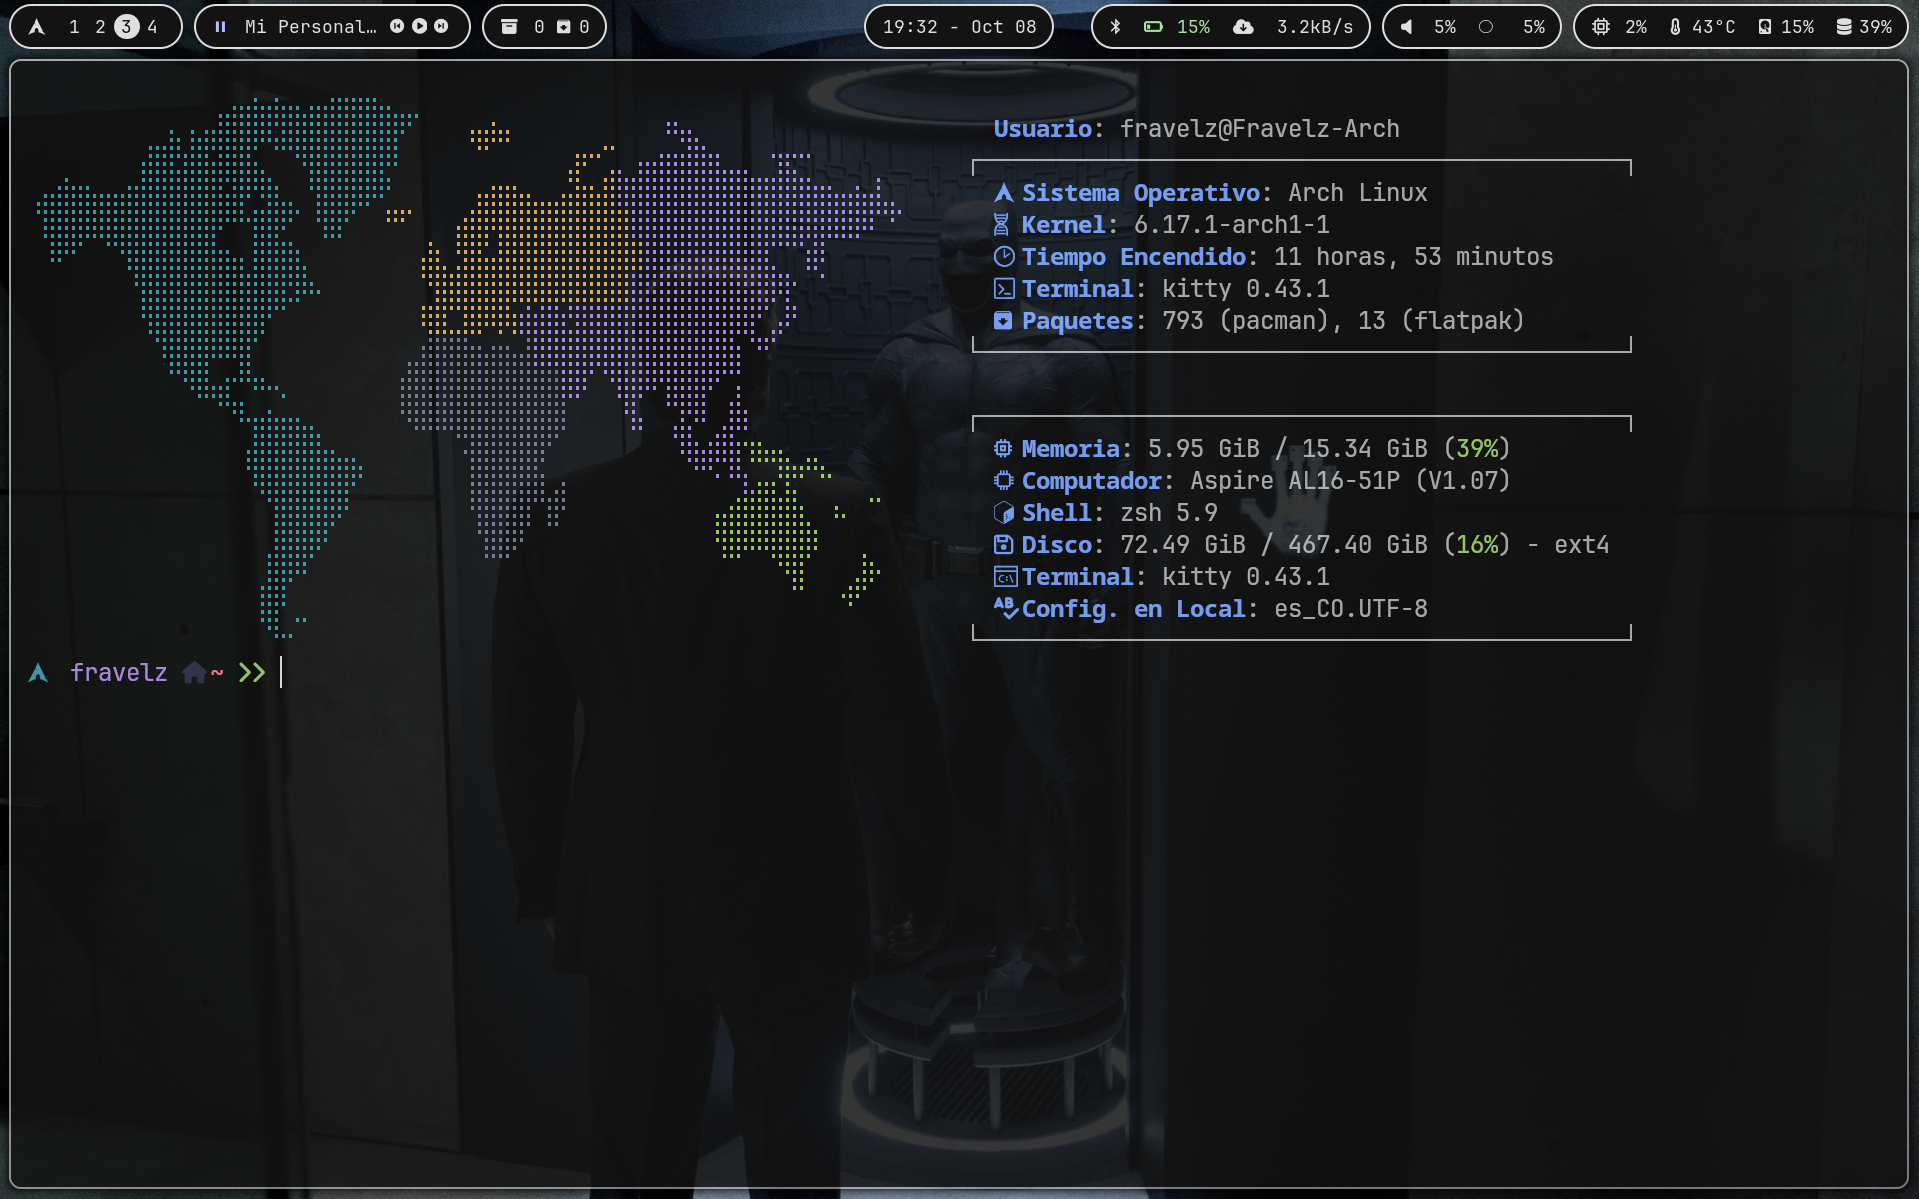 1 2 3 4 Mi Personal… 0 0 19:32 - Oct 08 15% 3.2kB/s 5% 5% 2% 43°C 15% 39%
Usuario: fravelz@Fravelz-Arch
Sistema Operativo: Arch Linux
Kernel: 6.17.1-arch1-1
Tiempo Encendido: 11 horas, 53 minutos
Terminal: kitty 0.43.1
Paquetes: 793 (pacman), 13 (flatpak)
Memoria: 5.95 GiB / 15.34 GiB (39%)
Computador: Aspire AL16-51P (V1.07)
Shell: zsh 5.9
Disco: 72.49 GiB / 467.40 GiB (16%) - ext4
Terminal: kitty 0.43.1
Config. en Local: es_CO.UTF-8
fravelz ~ >>